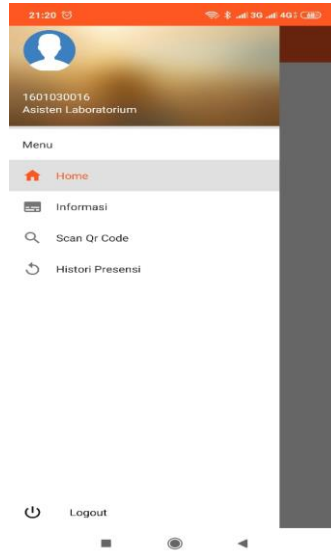 21:20 3G 4G
1601030016
Asisten Laboratorium
Menu
Home
Informasi
Scan Qr Code
Histori Presensi
Logout